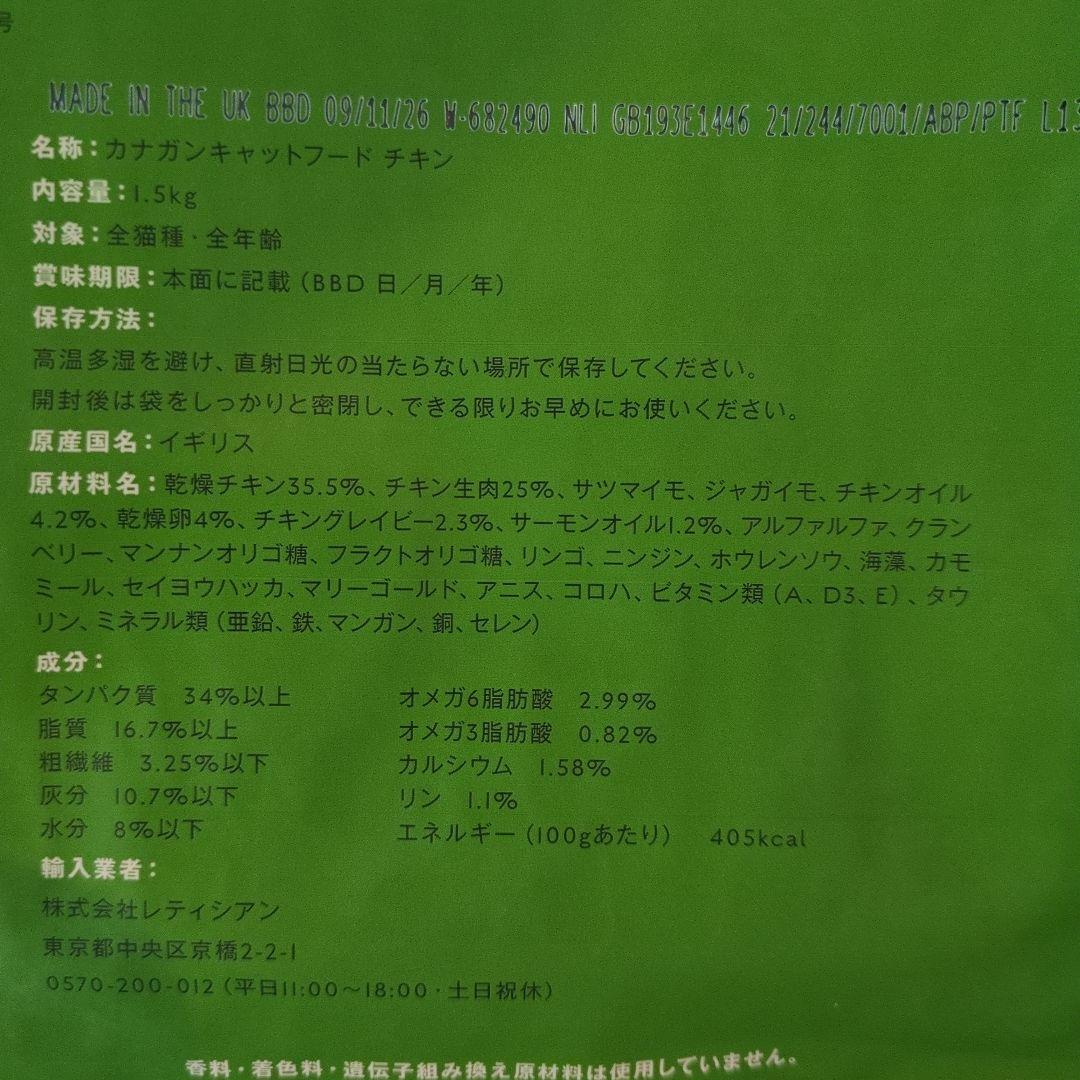 号
MADE IN THE UK BBD 09/11/26 W-682490 NLI GB193E1446 21/244/7001/ABP/PTF L13
名称：カナガンキャットフード チキン
内容量：1.5kg
対象：全猫種・全年齢
賞味期限：本面に記載（BBD 日／月／年）
保存方法：
高温多湿を避け、直射日光の当たらない場所で保存してください。
開封後は袋をしっかりと密閉し、できる限りお早めにお使いください。
原産国名：イギリス
原材料名：乾燥チキン35.5%、チキン生肉25%、サツマイモ、ジャガイモ、チキンオイル
4.2%、乾燥卵4%、チキングレイビー2.3%、サーモンオイル1.2%、アルファルファ、クラン
ベリー、マンナンオリゴ糖、フラクトオリゴ糖、リンゴ、ニンジン、ホウレンソウ、海藻、カモ
ミール、セイヨウハッカ、マリーゴールド、アニス、コロハ、ビタミン類（A、D3、E）、タウ
リン、ミネラル類（亜鉛、鉄、マンガン、銅、セレン）
成分：
タンパク質 34%以上 オメガ6脂肪酸 2.99%
脂質 16.7%以上 オメガ3脂肪酸 0.82%
粗繊維 3.25%以下 カルシウム 1.58%
灰分 10.7%以下 リン 1.1%
水分 8%以下 エネルギー（100gあたり） 405kcal
輸入業者：
株式会社レティシアン
東京都中央区京橋2-2-1
0570-200-012（平日11:00〜18:00・土日祝休）
香料・着色料・遺伝子組み換え原材料は使用していません。